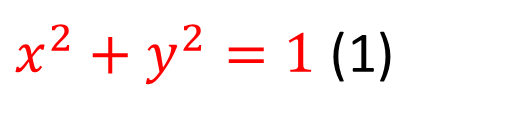 x² + y² = 1 (1)